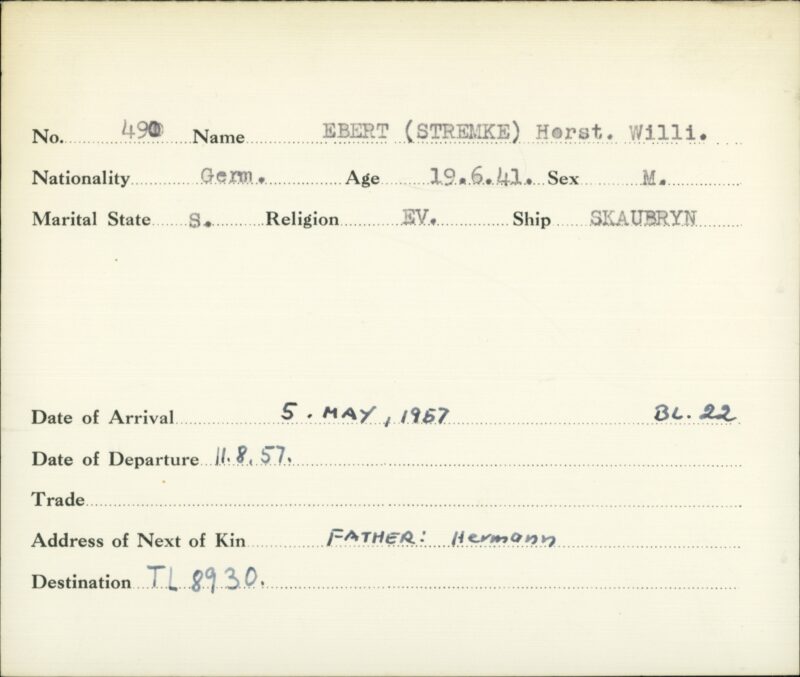 No. 490 Name EBERT (STREMKE) Horst. Willi.
Nationality Germ. Age 19.6.41. Sex M.
Marital State S. Religion EV. Ship SKAUBRYN
Date of Arrival 5. MAY, 1957 BL. 22
Date of Departure 11.8.57.
Trade
Address of Next of Kin FATHER: Hermann
Destination TL 8930.